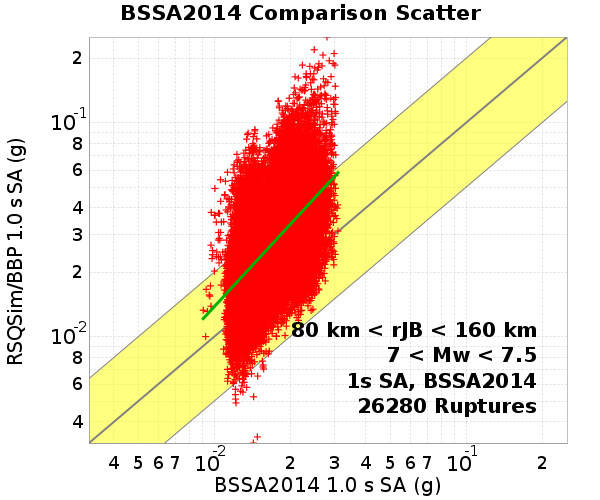 BSSA2014 Comparison Scatter
RSQSim/BBP 1.0 s SA (g)
2
10^-1
8
6
4
3
2
10^-2
8
6
4
80 km < rJB < 160 km
7 < Mw < 7.5
1s SA, BSSA2014
26280 Ruptures
4 5 6 7 10^-2 2 3 4 5 6 7 10^-1 2
BSSA2014 1.0 s SA (g)